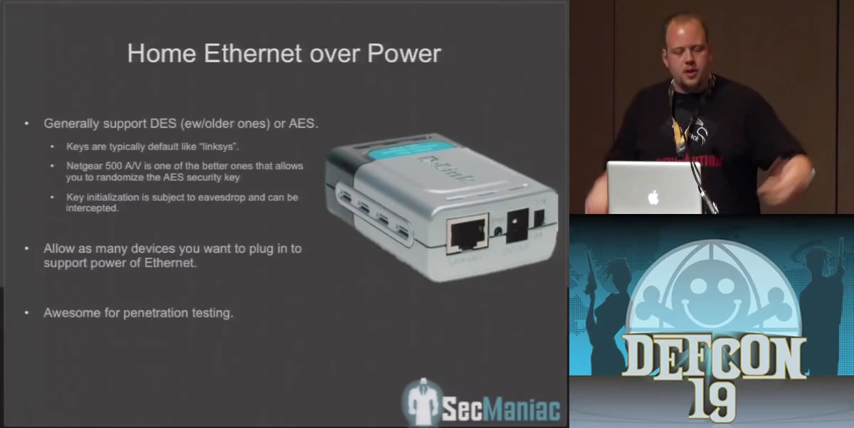 Home Ethernet over Power
• Generally support DES (ew/older ones) or AES.
• Keys are typically default like "linksys".
• Netgear 500 A/V is one of the better ones that allows
you to randomize the AES security key
• Key initialization is subject to eavesdrop and can be
intercepted.
• Allow as many devices you want to plug in to
support power of Ethernet.
• Awesome for penetration testing.
D-Link
SecManiac
DEFCON
19